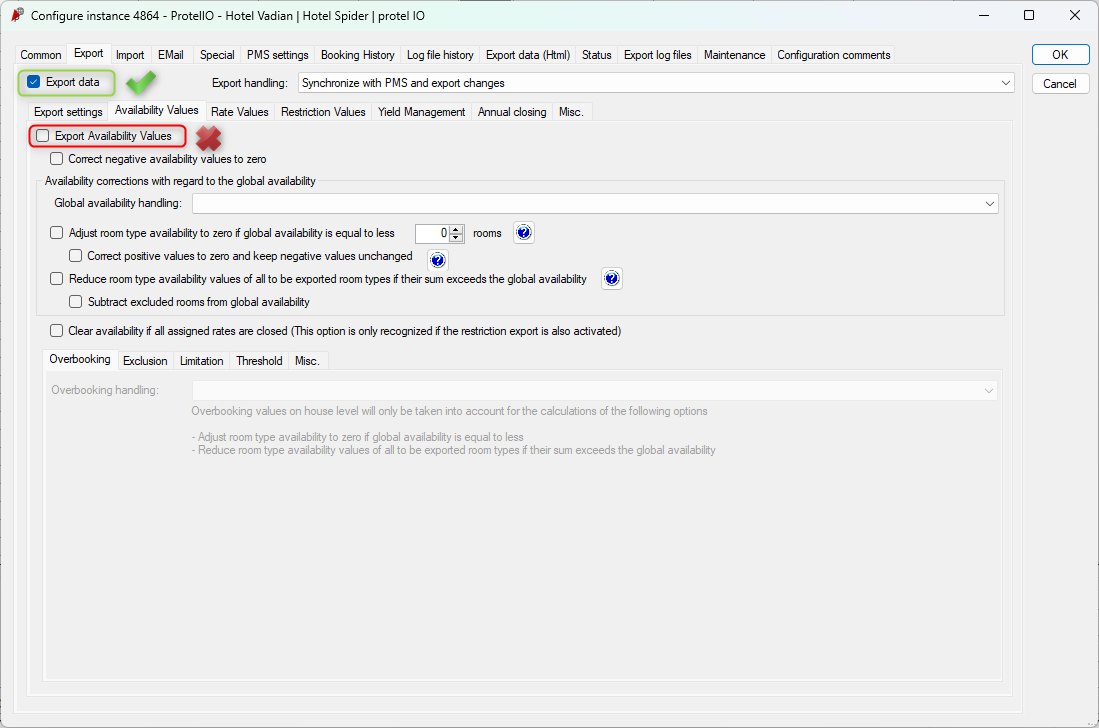 Configure instance 4864 - ProtelIO - Hotel Vadian | Hotel Spider | protel IO
Common Export Import EMail Special PMS settings Booking History Log file history Export data (Html) Status Export log files Maintenance Configuration comments
OK
Export data Export handling: Synchronize with PMS and export changes
Cancel
Export settings Availability Values Rate Values Restriction Values Yield Management Annual closing Misc.
Export Availability Values
Correct negative availability values to zero
Availability corrections with regard to the global availability
Global availability handling:
Adjust room type availability to zero if global availability is equal to less 0 rooms ?
Correct positive values to zero and keep negative values unchanged ?
Reduce room type availability values of all to be exported room types if their sum exceeds the global availability ?
Subtract excluded rooms from global availability
Clear availability if all assigned rates are closed (This option is only recognized if the restriction export is also activated)
Overbooking Exclusion Limitation Threshold Misc.
Overbooking handling:
Overbooking values on house level will only be taken into account for the calculations of the following options
- Adjust room type availability to zero if global availability is equal to less
- Reduce room type availability values of all to be exported room types if their sum exceeds the global availability